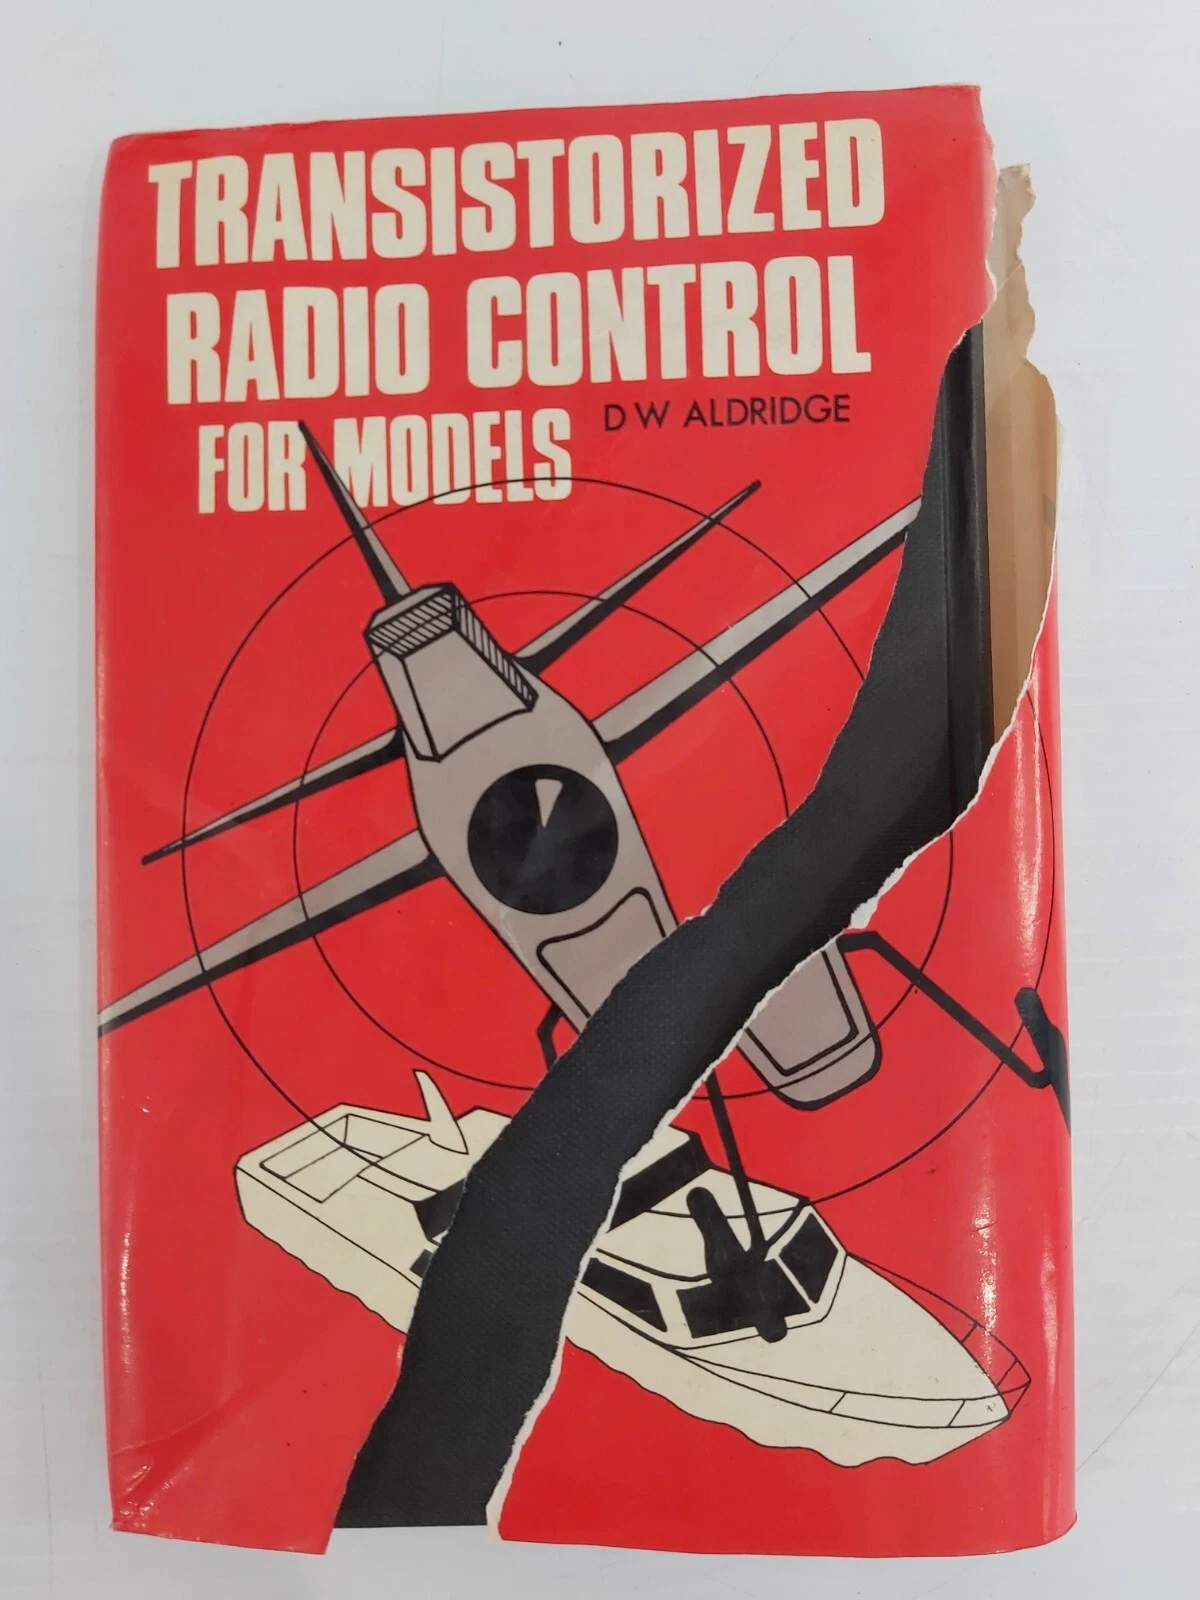 TRANSISTORIZED
RADIO CONTROL
FOR MODELS
D W ALDRIDGE